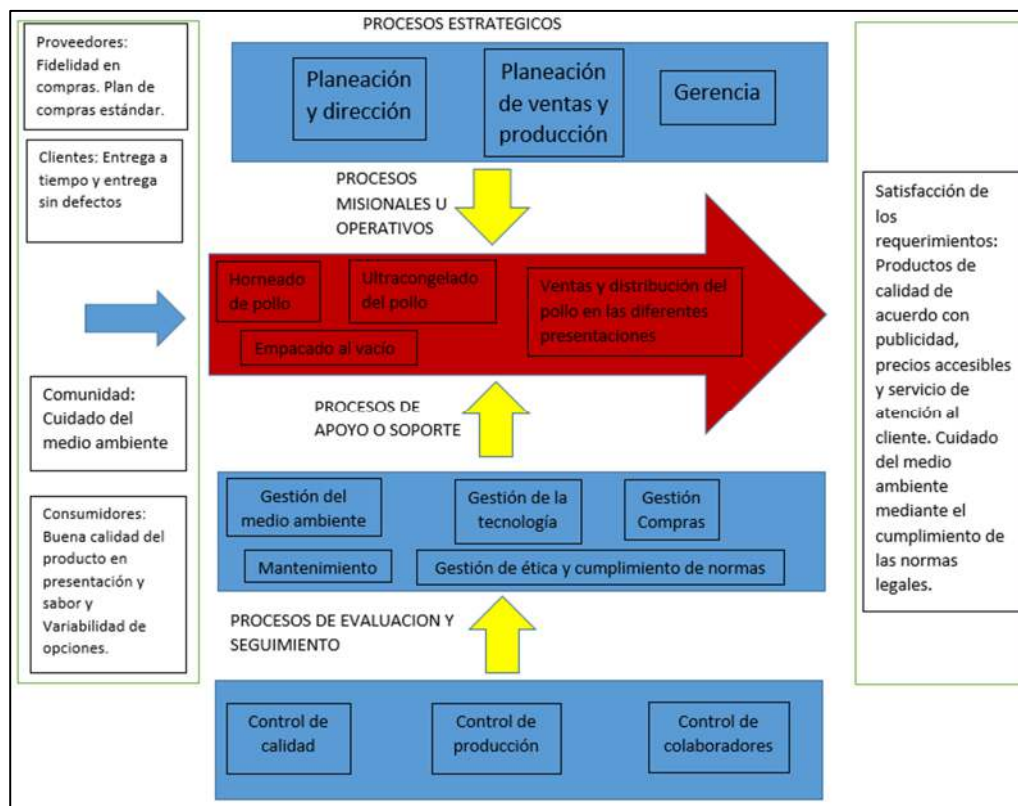 PROCESOS ESTRATEGICOS
Proveedores:
Fidelidad en
compras. Plan de
compras estándar.
Clientes: Entrega a
tiempo y entrega
sin defectos
Comunidad:
Cuidado del
medio ambiente
Consumidores:
Buena calidad del
producto en
presentación y
sabor y
Variabilidad de
opciones.
Planeación
y dirección
Planeación
de ventas y
producción
Gerencia
PROCESOS
MISIONALES U
OPERATIVOS
Horneado
de pollo
Ultracongelado
del pollo
Empacado al vacío
Ventas y distribución del
pollo en las diferentes
presentaciones
PROCESOS DE
APOYO O SOPORTE
Gestión del
medio ambiente
Gestión de la
tecnología
Gestión
Compras
Mantenimiento
Gestión de ética y cumplimiento de normas
PROCESOS DE EVALUACION Y
SEGUIMIENTO
Control de
calidad
Control de
producción
Control de
colaboradores
Satisfacción de
los
requerimientos:
Productos de
calidad de
acuerdo con
publicidad,
precios accesibles
y servicio de
atención al
cliente. Cuidado
del medio
ambiente
mediante el
cumplimiento de
las normas
legales.